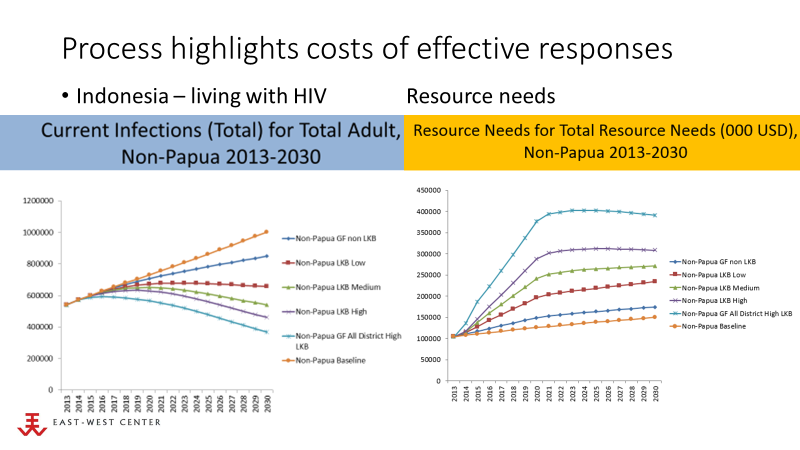 Process highlights costs of effective responses
• Indonesia – living with HIV
Resource needs
Current Infections (Total) for Total Adult,
Non-Papua 2013-2030
Resource Needs for Total Resource Needs (000 USD),
Non-Papua 2013-2030
1200000
1000000
800000
600000
400000
200000
0
2013 2014 2015 2016 2017 2018 2019 2020 2021 2022 2023 2024 2025 2026 2027 2028 2029 2030
Non-Papua GF non LKB
Non-Papua LKB Low
Non-Papua LKB Medium
Non-Papua LKB High
Non-Papua GF All District High
LKB
Non-Papua Baseline
450000
400000
350000
300000
250000
200000
150000
100000
50000
0
2013 2014 2015 2016 2017 2018 2019 2020 2021 2022 2023 2024 2025 2026 2027 2028 2029 2030
Non-Papua GF non LKB
Non-Papua LKB Low
Non-Papua LKB Medium
Non-Papua LKB High
Non-Papua GF All District High LKB
Non-Papua Baseline
EAST-WEST CENTER